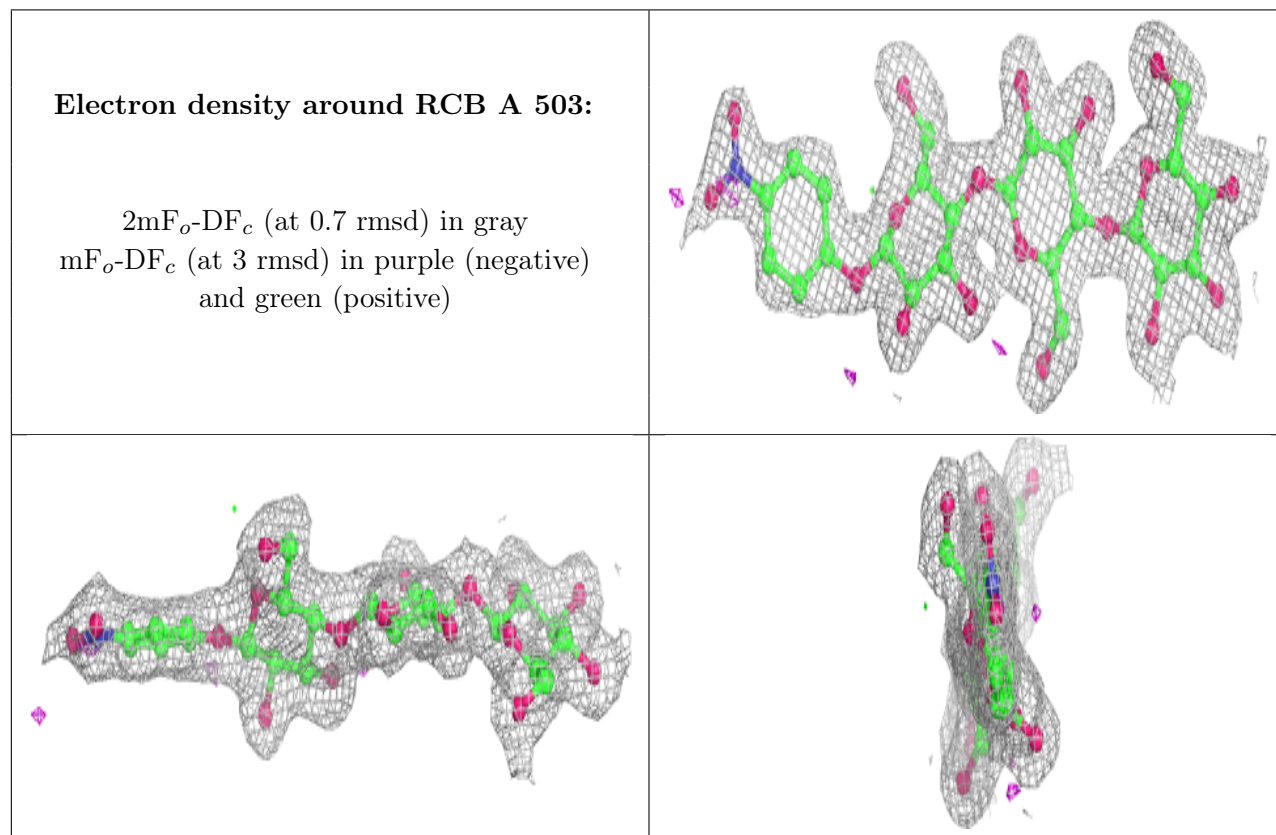 Electron density around RCB A 503:
2mFo-DFc (at 0.7 rmsd) in gray
mFo-DFc (at 3 rmsd) in purple (negative)
and green (positive)